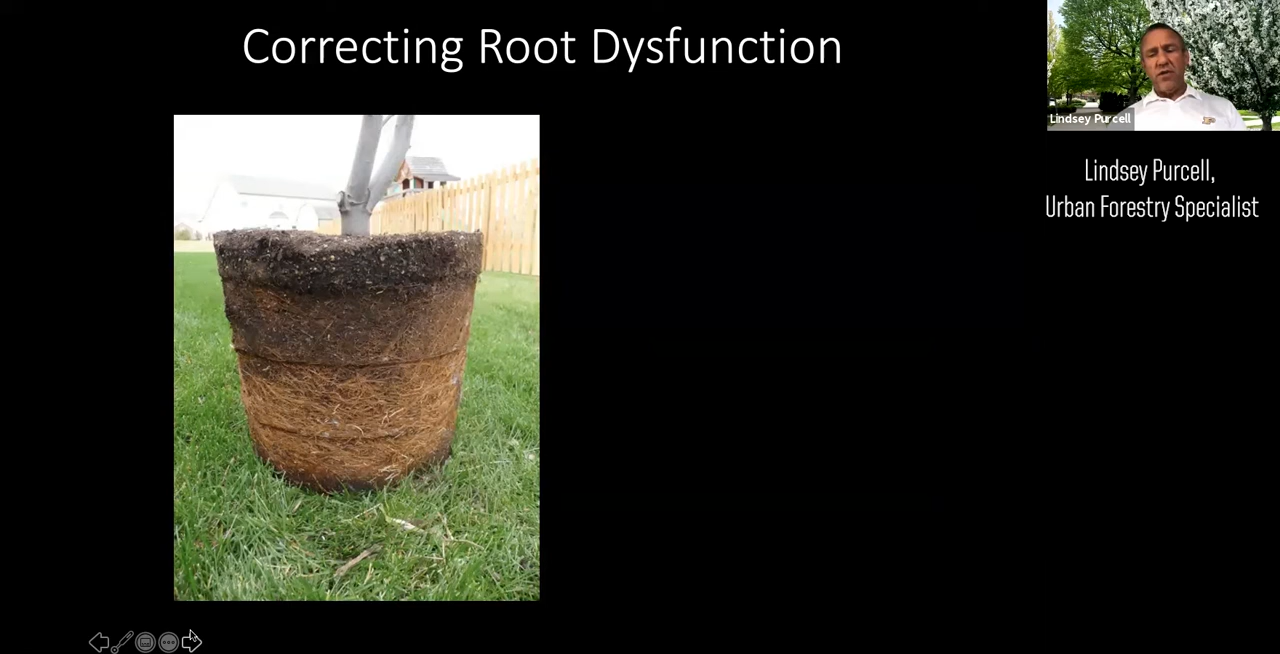 Correcting Root Dysfunction
Lindsey Purcell
Lindsey Purcell,
Urban Forestry Specialist